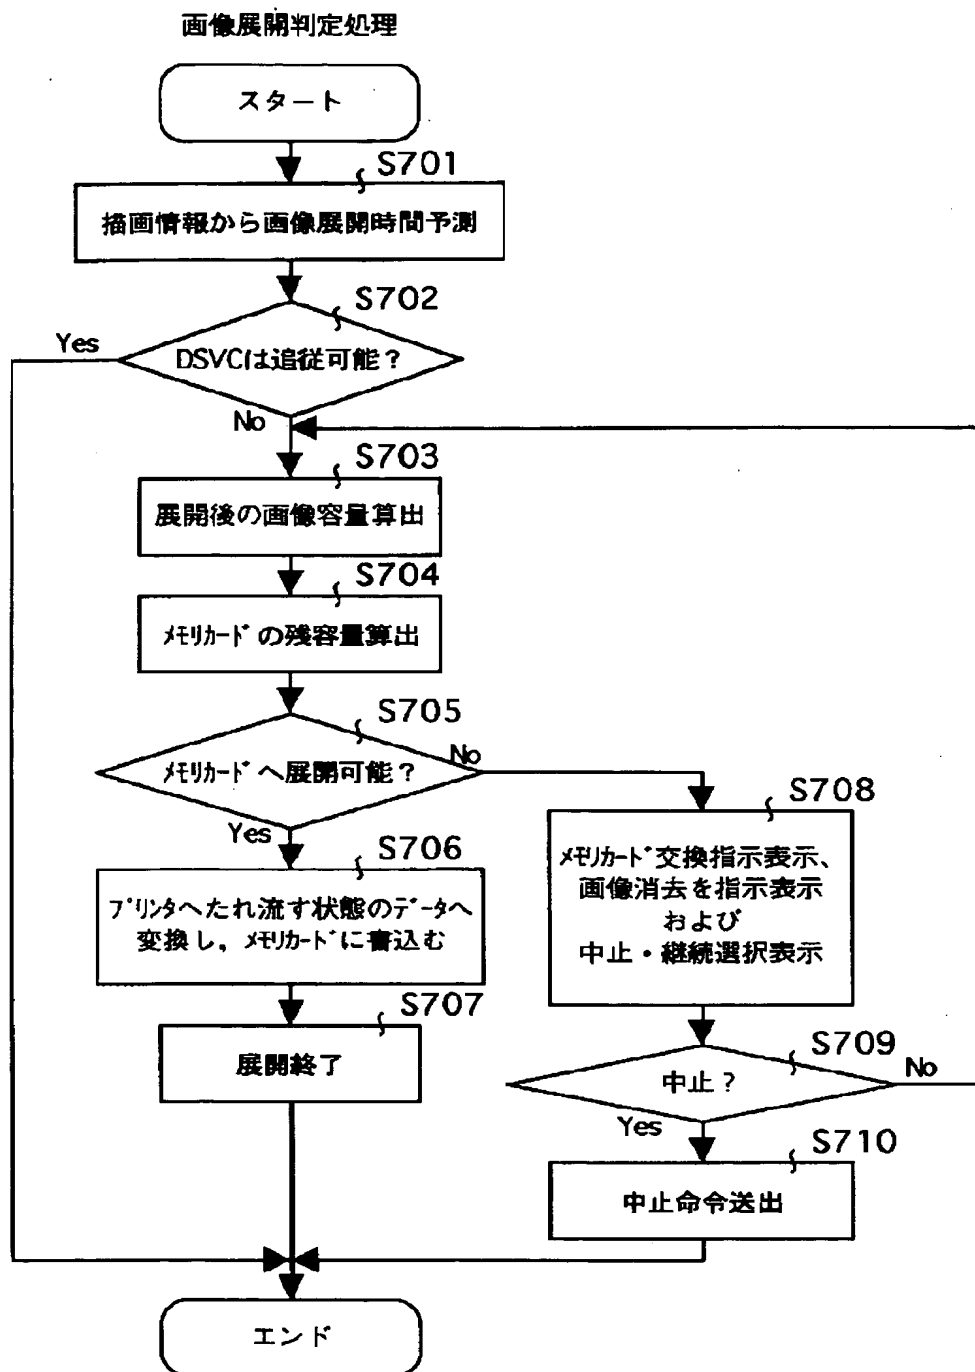 画像展開判定処理
スタート
S701
描画情報から画像展開時間予測
S702
DSVCは追従可能?
Yes
No
S703
展開後の画像容量算出
S704
ﾒﾓﾘｶｰﾄﾞの残容量算出
S705
ﾒﾓﾘｶｰﾄﾞへ展開可能?
No
Yes
S706
ﾌﾟﾘﾝﾀへたれ流す状態のﾃﾞｰﾀへ
変換し，ﾒﾓﾘｶｰﾄﾞに書込む
S707
展開終了
S708
ﾒﾓﾘｶｰﾄﾞ交換指示表示、
画像消去を指示表示
および
中止・継続選択表示
S709
中止?
No
Yes
S710
中止命令送出
エンド